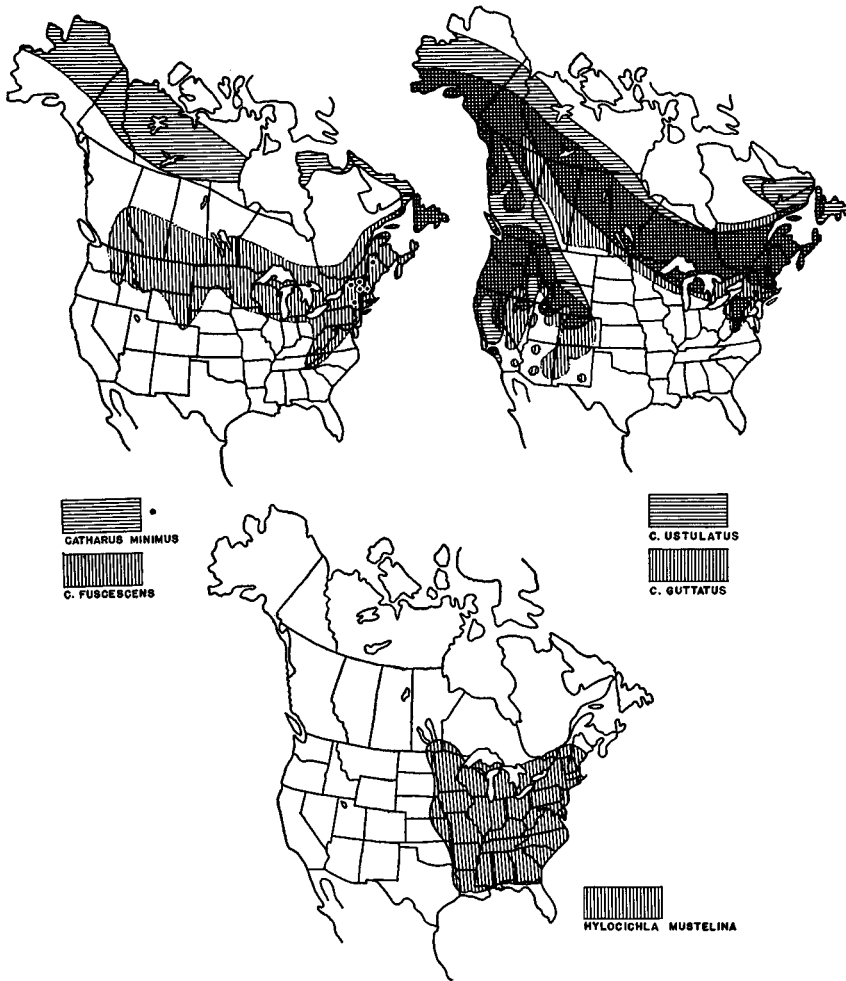 CATHARUS MINIMUS
C. FUSCESCENS
C. USTULATUS
C. GUTTATUS
HYLOCICHLA MUSTELINA